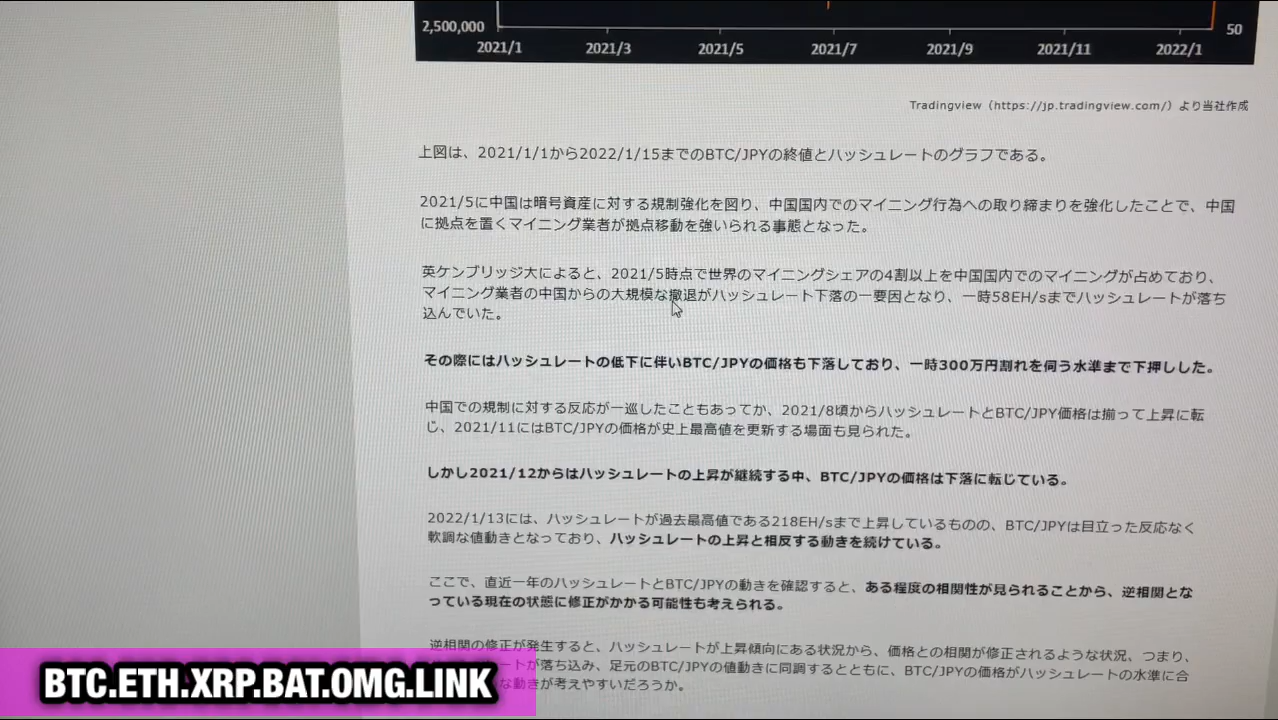 2,500,000
50
2021/1
2021/3
2021/5
2021/7
2021/9
2021/11
2022/1
Tradingview（https://jp.tradingview.com/）より当社作成
上図は、2021/1/1から2022/1/15までのBTC/JPYの終値とハッシュレートのグラフである。
2021/5に中国は暗号資産に対する規制強化を図り、中国国内でのマイニング行為への取り締まりを強化したことで、中国
に拠点を置くマイニング業者が拠点移動を強いられる事態となった。
英ケンブリッジ大によると、2021/5時点で世界のマイニングシェアの4割以上を中国国内でのマイニングが占めており、
マイニング業者の中国からの大規模な撤退がハッシュレート下落の一要因となり、一時58EH/sまでハッシュレートが落ち
込んでいた。
その際にはハッシュレートの低下に伴いBTC/JPYの価格も下落しており、一時300万円割れを伺う水準まで下押しした。
中国での規制に対する反応が一巡したこともあってか、2021/8頃からハッシュレートとBTC/JPY価格は揃って上昇に転
じ、2021/11にはBTC/JPYの価格が史上最高値を更新する場面も見られた。
しかし2021/12からはハッシュレートの上昇が継続する中、BTC/JPYの価格は下落に転じている。
2022/1/13には、ハッシュレートが過去最高値である218EH/sまで上昇しているものの、BTC/JPYは目立った反応なく
軟調な値動きとなっており、ハッシュレートの上昇と相反する動きを続けている。
ここで、直近一年のハッシュレートとBTC/JPYの動きを確認すると、ある程度の相関性が見られることから、逆相関とな
っている現在の状態に修正がかかる可能性も考えられる。
逆相関の修正が発生すると、ハッシュレートが上昇傾向にある状況から、価格との相関が修正されるような状況、つまり、
が落ち込み、足元のBTC/JPYの値動きに同調するとともに、BTC/JPYの価格がハッシュレートの水準に合
な動きが考えやすいだろうか。
BTC.ETH.XRP.BAT.OMG.LINK